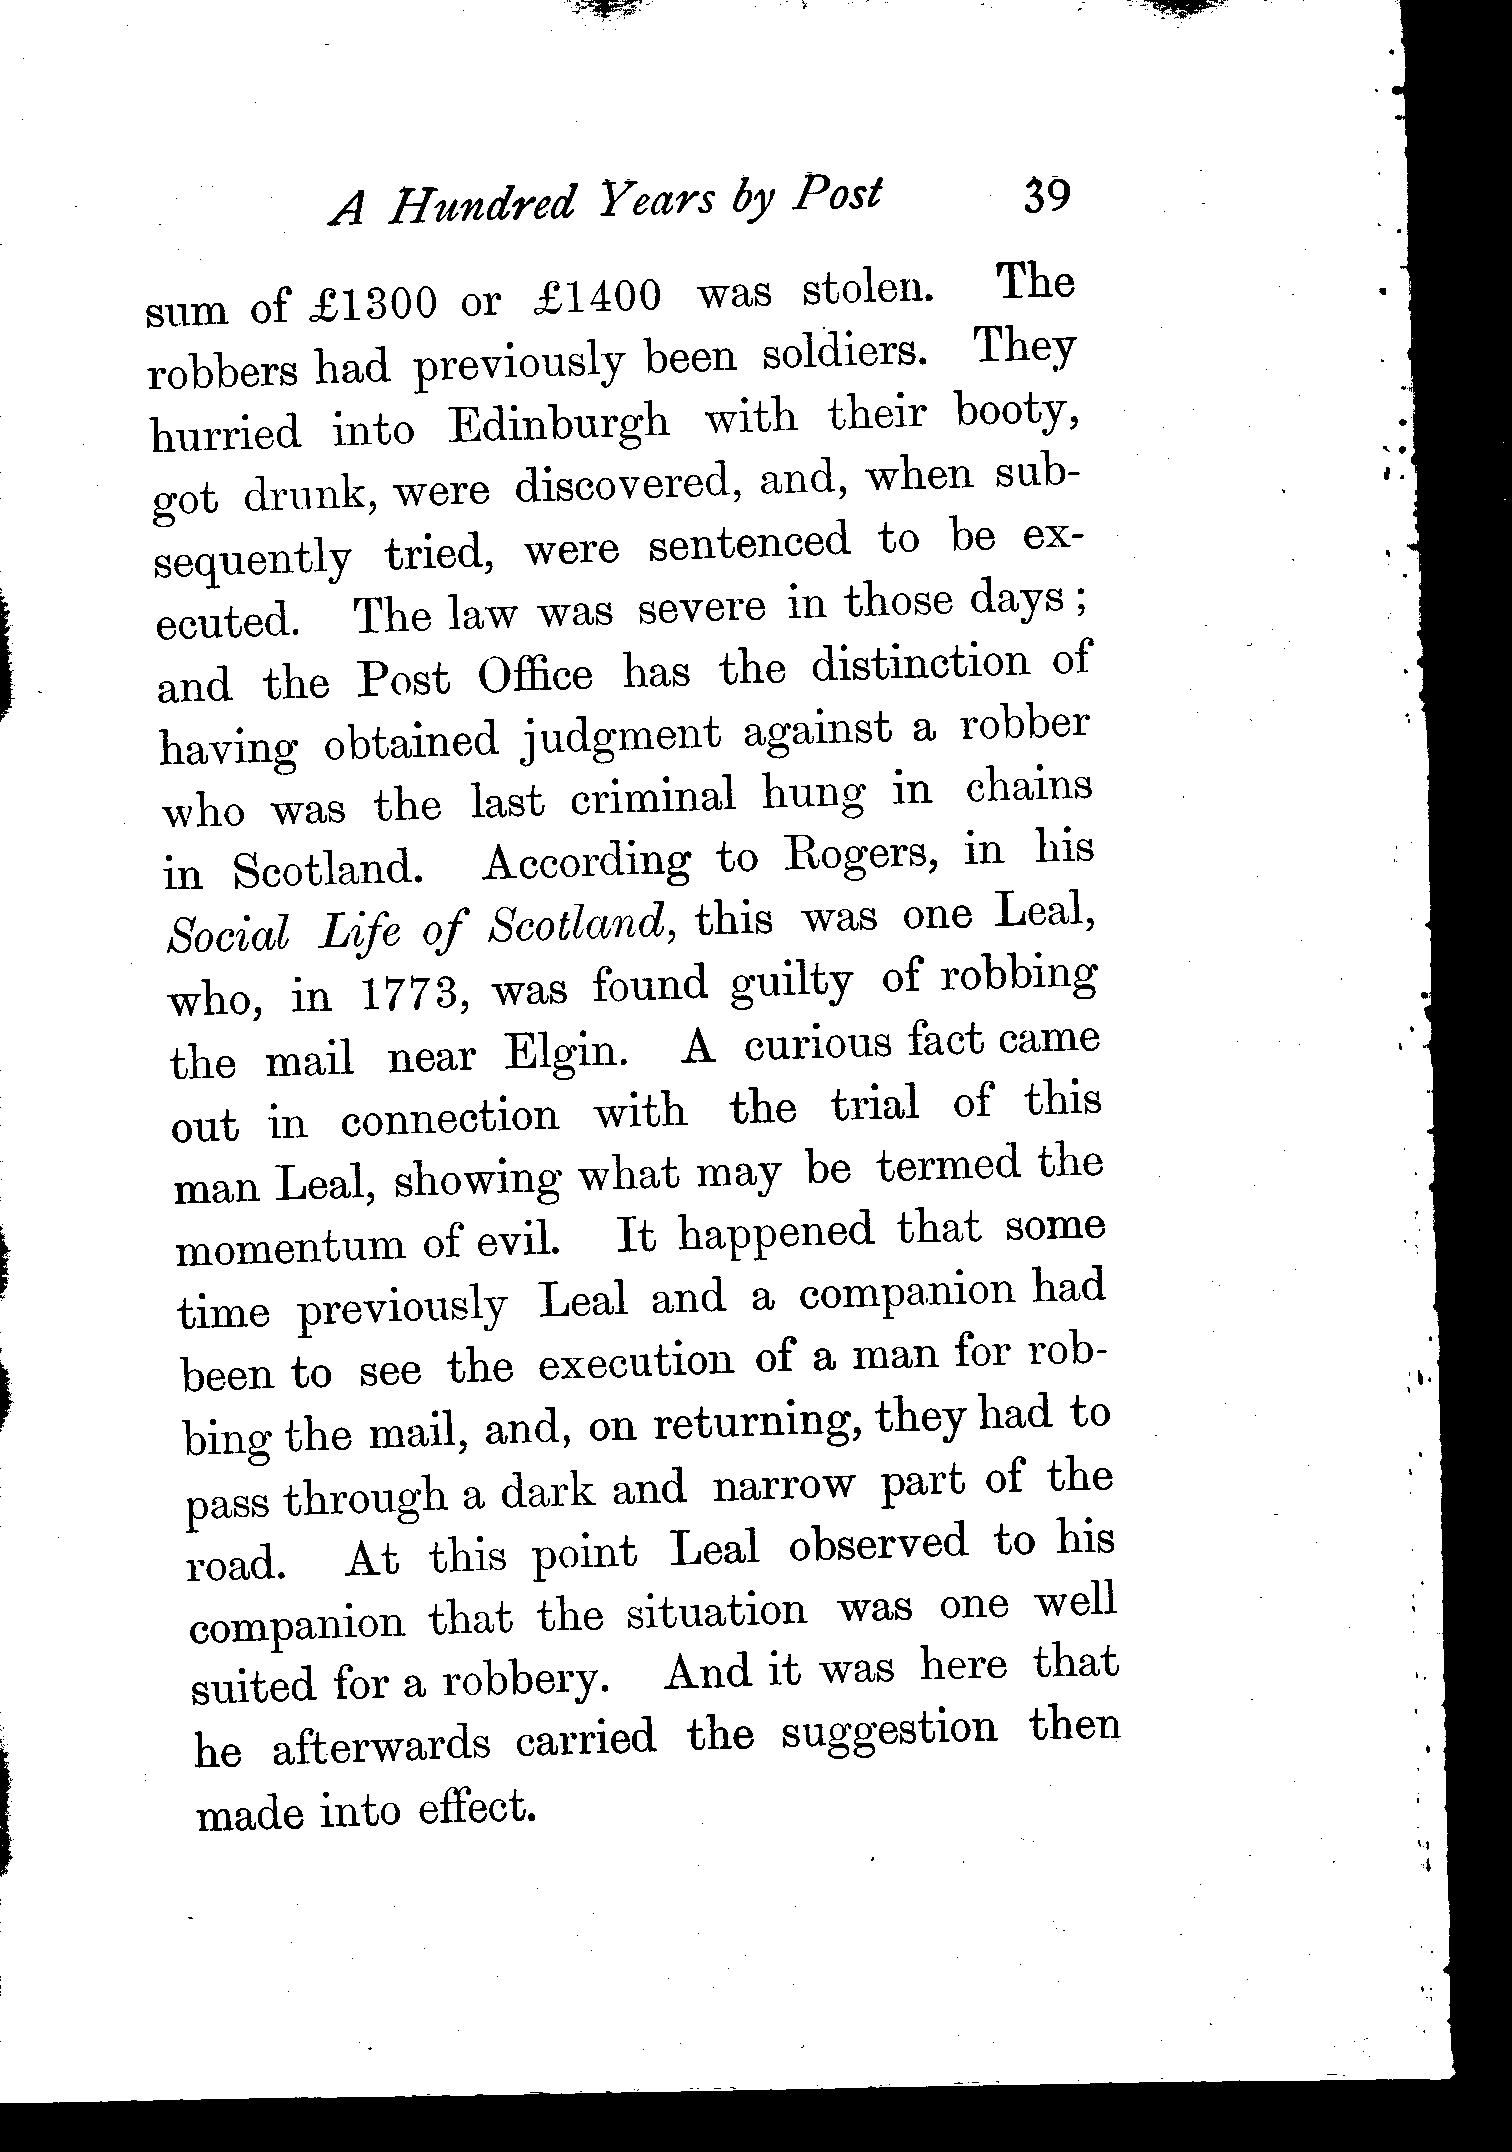 A Hundred Years by Post 39
sum of £1300 or £1400 was stolen. The
robbers had previously been soldiers. They
hurried into Edinburgh with their booty,
got drunk, were discovered, and, when sub-
sequently tried, were sentenced to be ex-
ecuted. The law was severe in those days ;
and the Post Office has the distinction of
having obtained judgment against a robber
who was the last criminal hung in chains
in Scotland. According to Rogers, in his
Social Life of Scotland, this was one Leal,
who, in 1773, was found guilty of robbing
the mail near Elgin. A curious fact came
out in connection with the trial of this
man Leal, showing what may be termed the
momentum of evil. It happened that some
time previously Leal and a companion had
been to see the execution of a man for rob-
bing the mail, and, on returning, they had to
pass through a dark and narrow part of the
road. At this point Leal observed to his
companion that the situation was one well
suited for a robbery. And it was here that
he afterwards carried the suggestion then
made into effect.